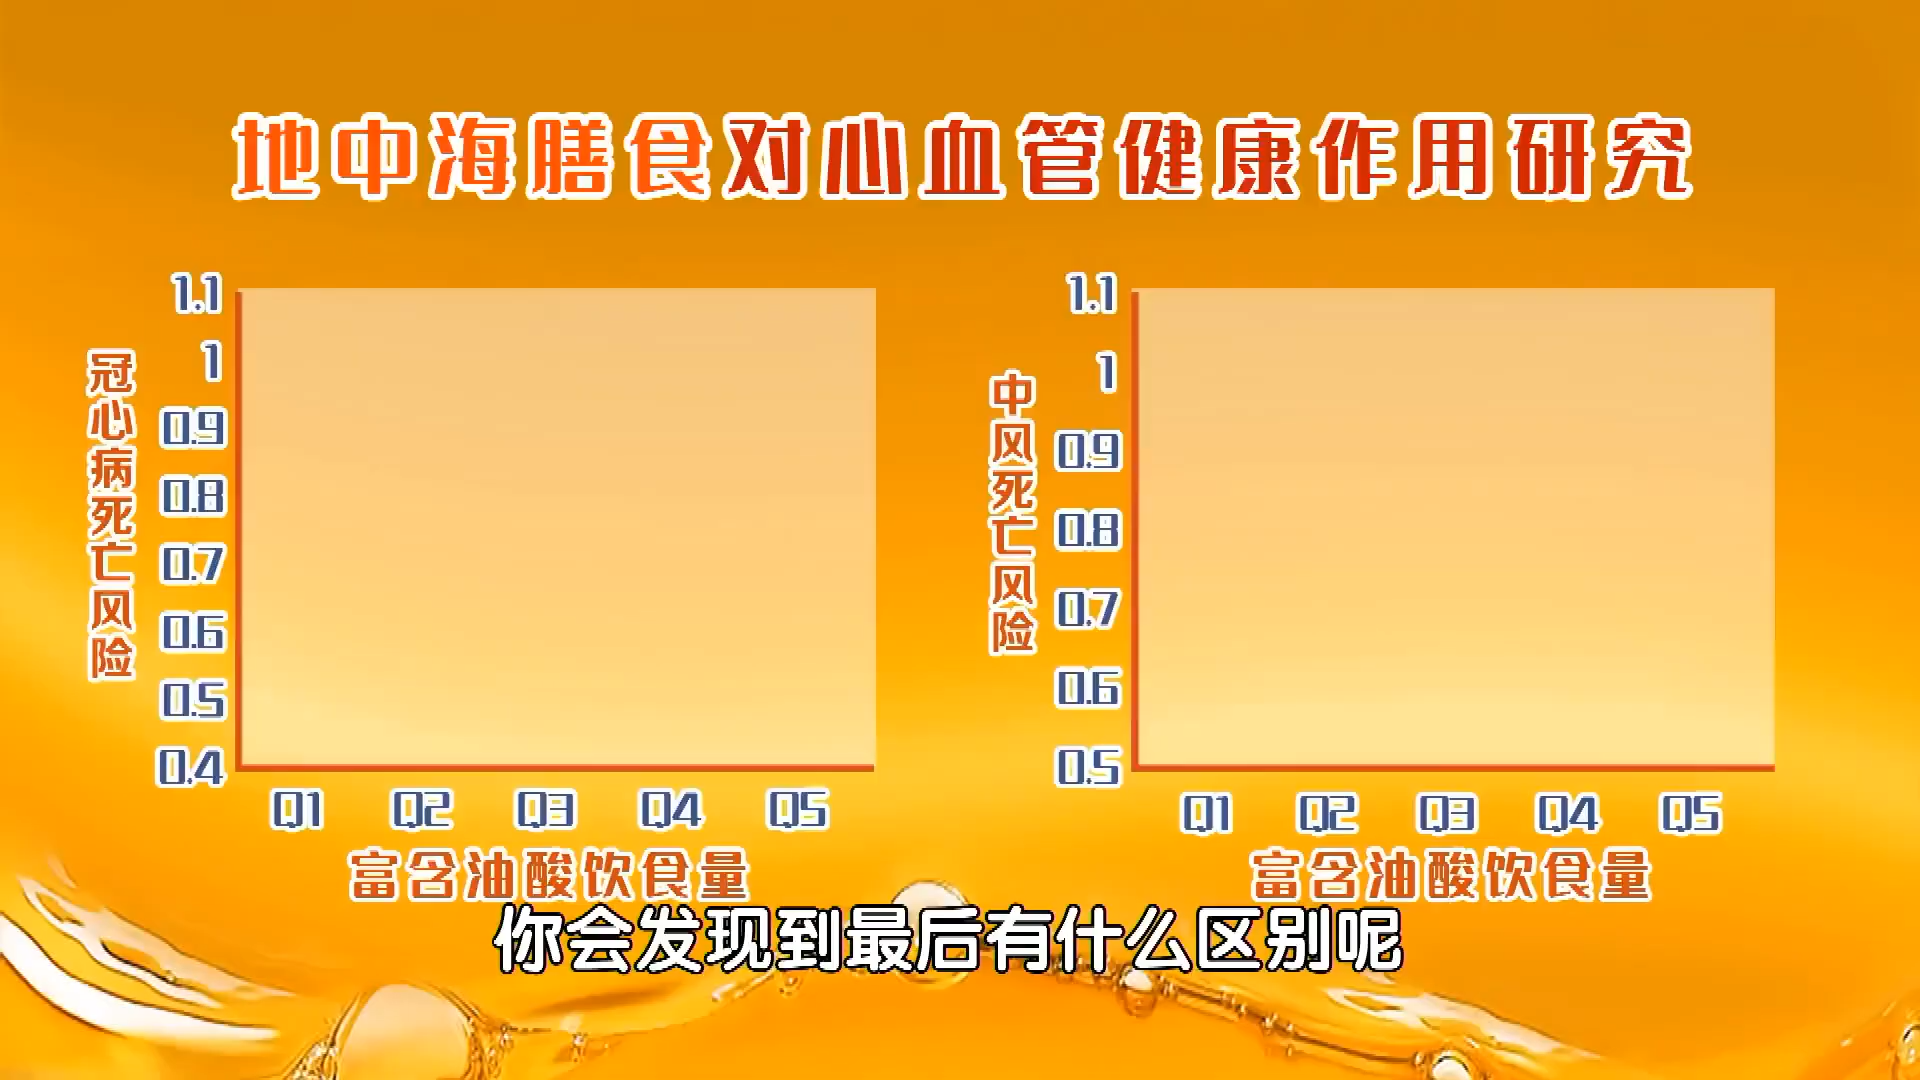 地中海膳食对心血管健康作用研究
冠心病死亡风险
1.1
1
0.9
0.8
0.7
0.6
0.5
0.4
Q1 Q2 Q3 Q4 Q5
富含油酸饮食量
中风死亡风险
1.1
1
0.9
0.8
0.7
0.6
0.5
Q1 Q2 Q3 Q4 Q5
富含油酸饮食量
你会发现到最后有什么区别呢